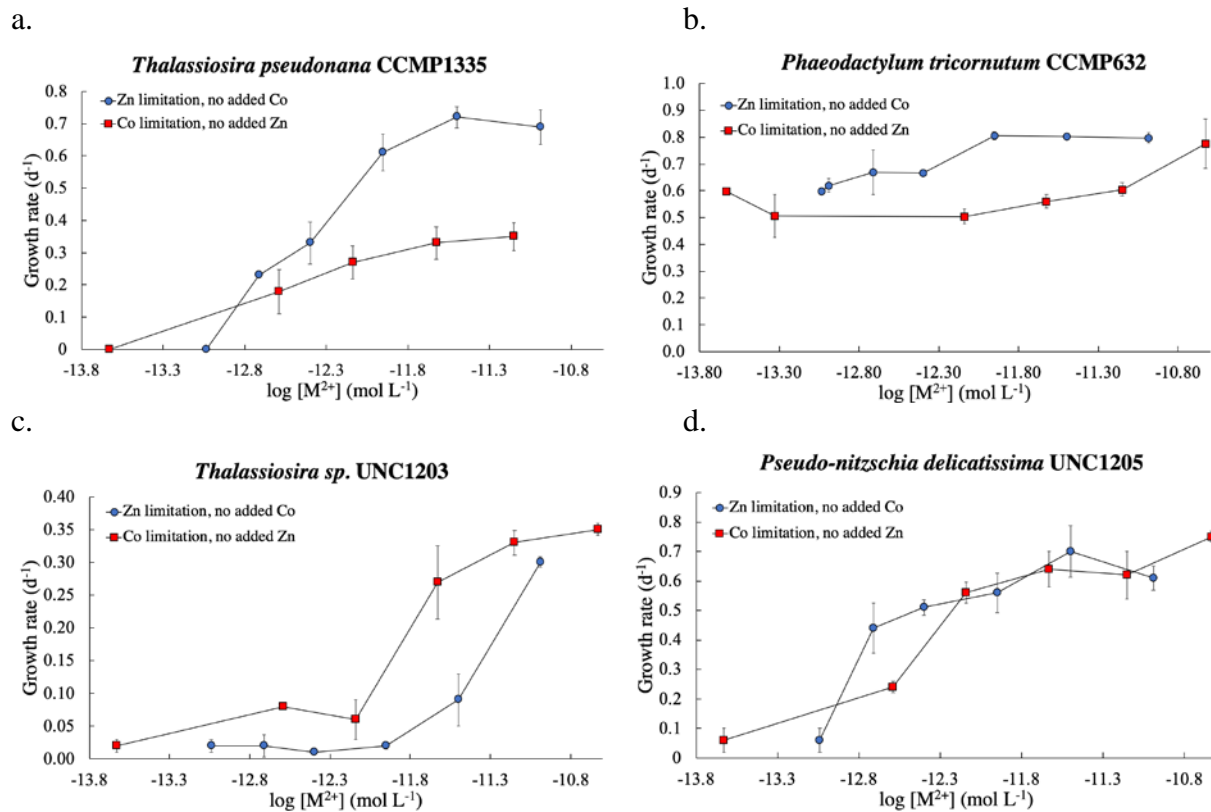 a.
Thalassiosira pseudonana CCMP1335
Zn limitation, no added Co
Co limitation, no added Zn
Growth rate (d-1)
0.8
0.7
0.6
0.5
0.4
0.3
0.2
0.1
0
-13.8 -13.3 -12.8 -12.3 -11.8 -11.3 -10.8
log [M2+] (mol L-1)
b.
Phaeodactylum tricornutum CCMP632
Zn limitation, no added Co
Co limitation, no added Zn
Growth rate (d-1)
1.0
0.9
0.8
0.7
0.6
0.5
0.4
0.3
0.2
0.1
0.0
-13.80 -13.30 -12.80 -12.30 -11.80 -11.30 -10.80
log [M2+] (mol L-1)
c.
Thalassiosira sp. UNC1203
Zn limitation, no added Co
Co limitation, no added Zn
Growth rate (d-1)
0.40
0.35
0.30
0.25
0.20
0.15
0.10
0.05
0.00
-13.8 -13.3 -12.8 -12.3 -11.8 -11.3 -10.8
log [M2+] (mol L-1)
d.
Pseudo-nitzschia delicatissima UNC1205
Zn limitation, no added Co
Co limitation, no added Zn
Growth rate (d-1)
0.9
0.8
0.7
0.6
0.5
0.4
0.3
0.2
0.1
0
-13.8 -13.3 -12.8 -12.3 -11.8 -11.3 -10.8
log [M2+] (mol L-1)